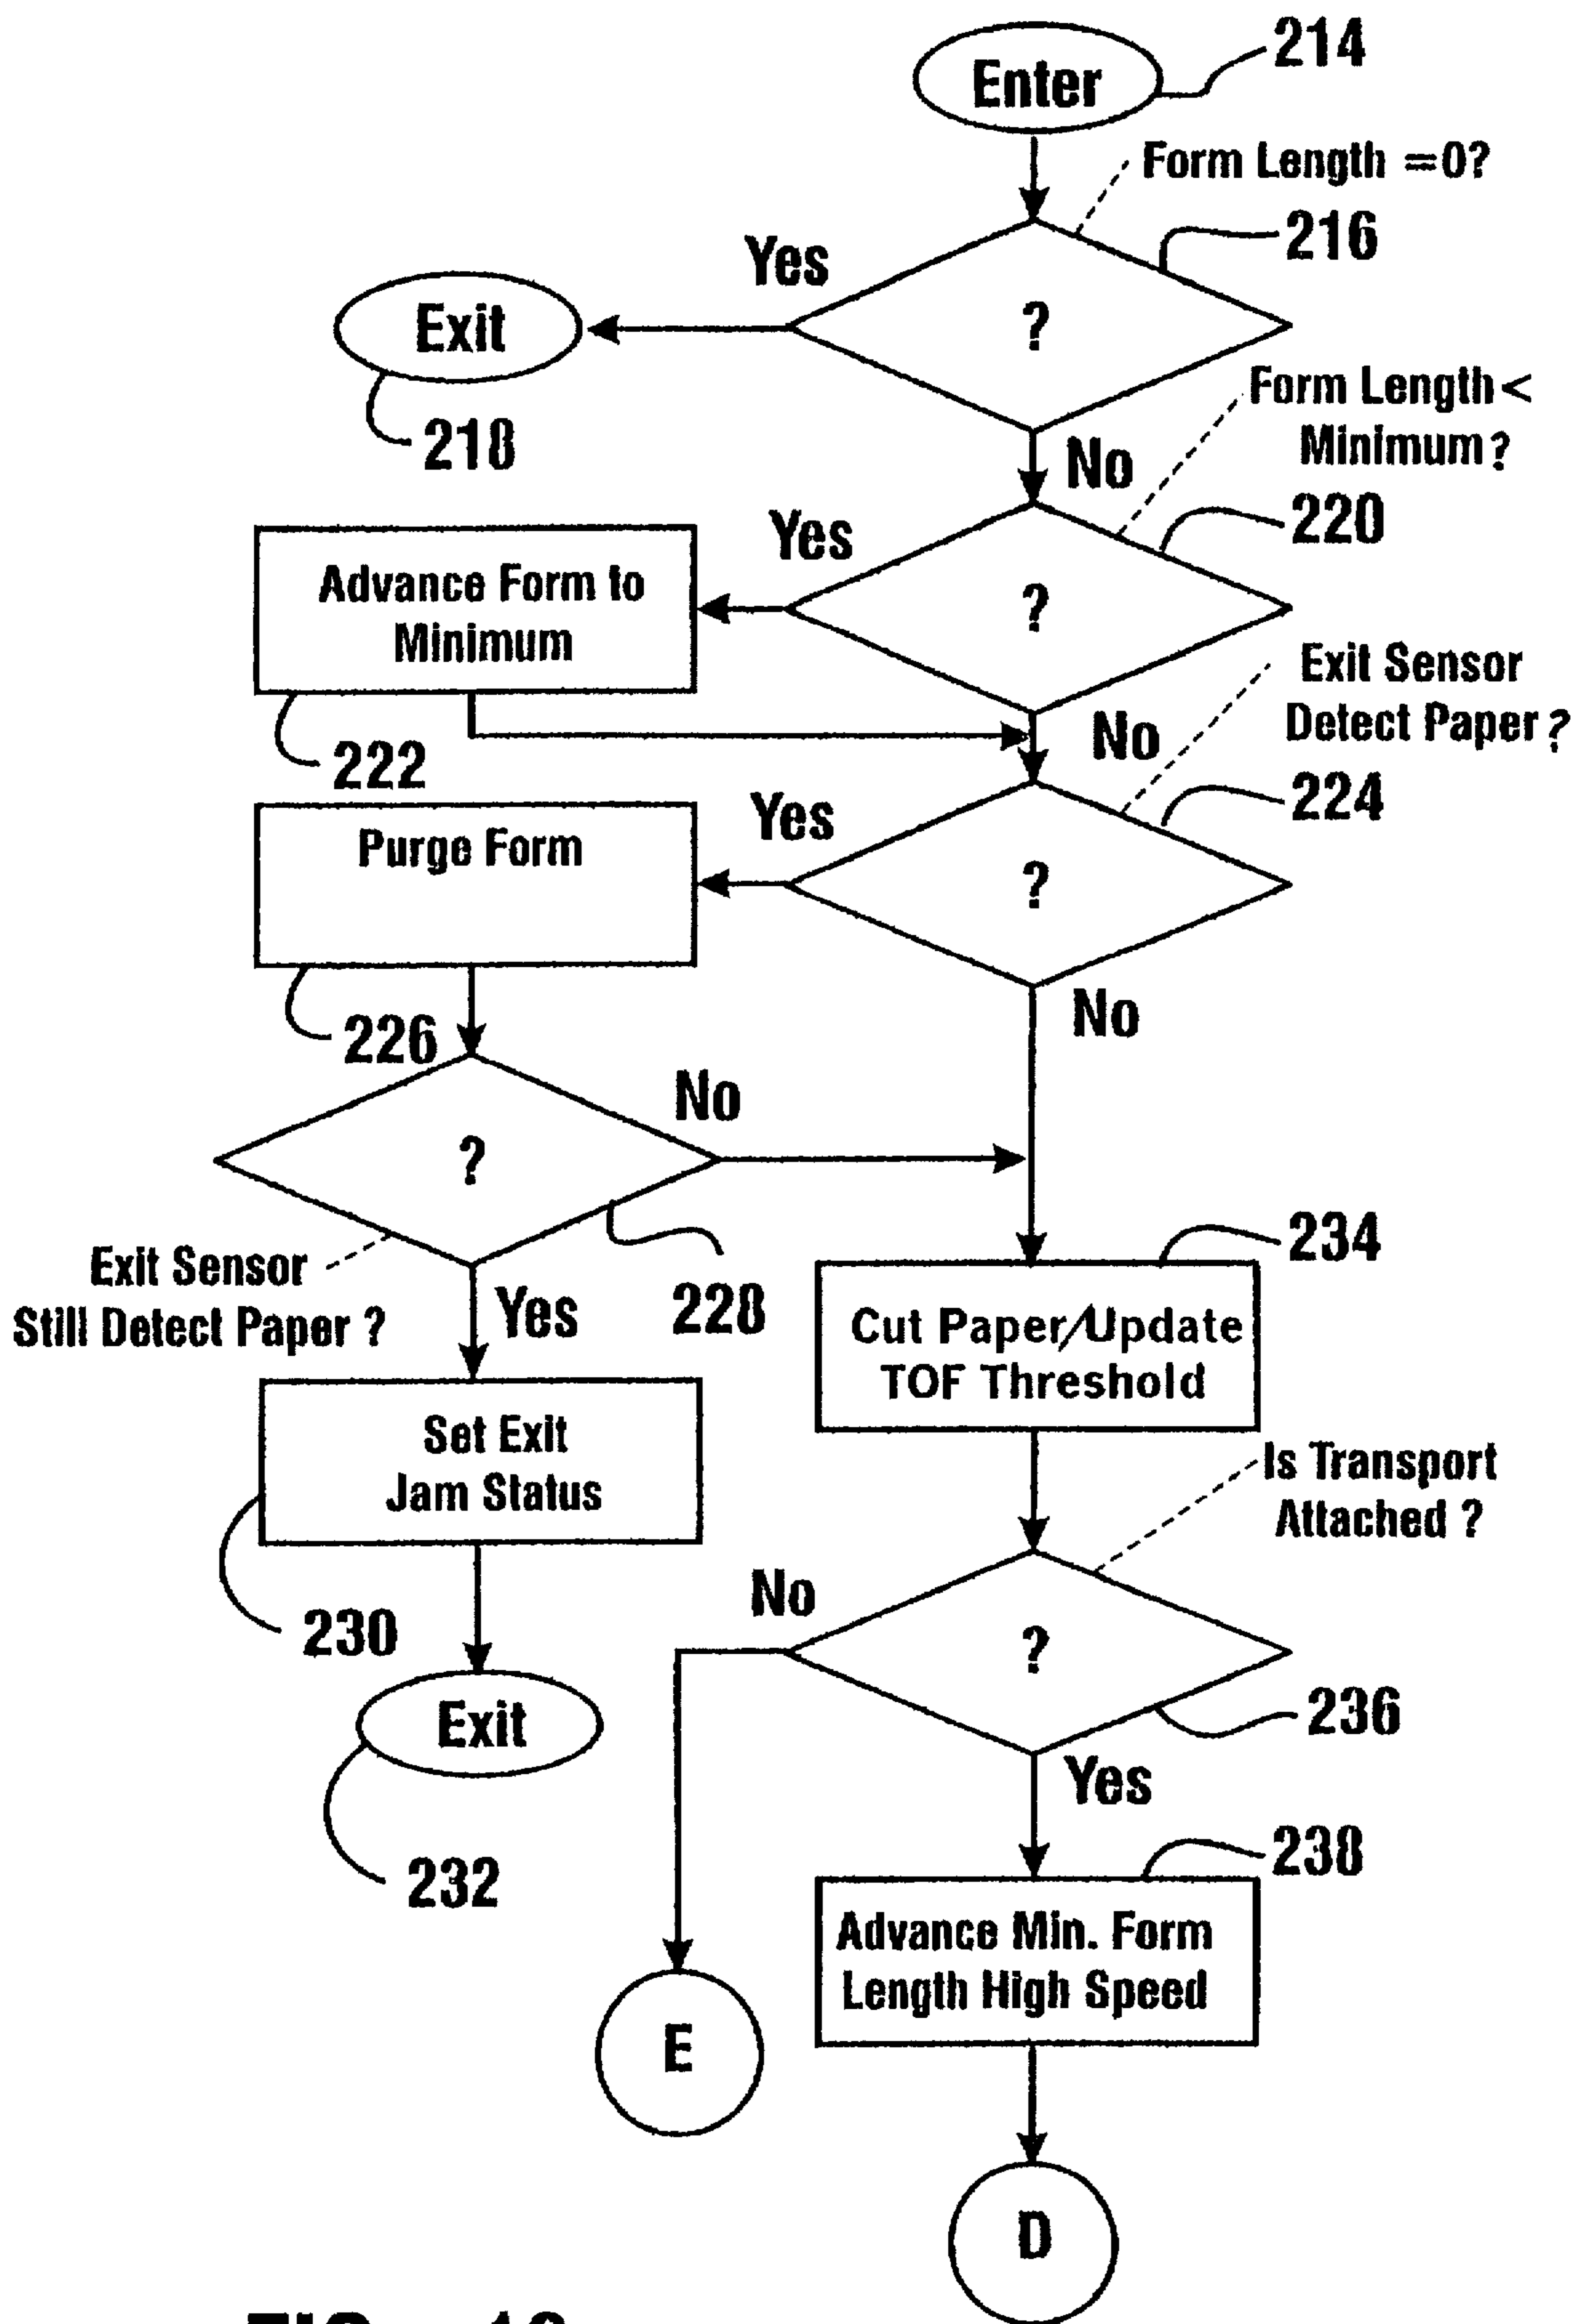 Enter
214
Form Length =0?
216
Yes
?
Exit
218
No
Form Length <
Minimum?
220
Yes
?
Advance Form to
Minimum
222
No
Exit Sensor
Detect Paper?
224
Yes
?
Purge Form
226
No
No
?
Exit Sensor
Still Detect Paper ?
228
Yes
234
Cut Paper/Update
TOF Threshold
Set Exit
Jam Status
230
Is Transport
Attached ?
No
?
236
Exit
232
Yes
238
Advance Min. Form
Length High Speed
E
D